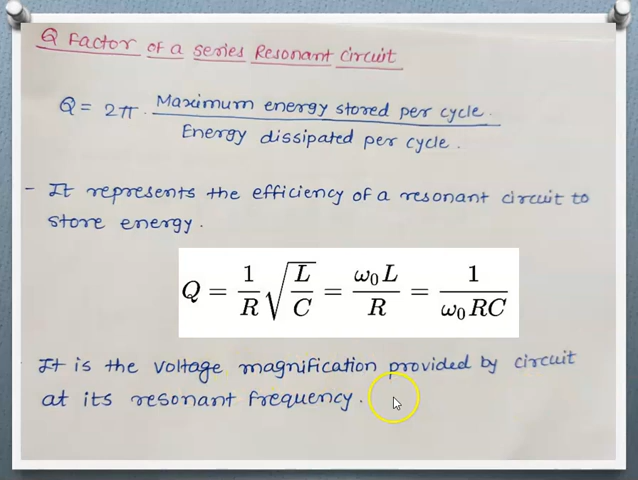 Q Factor of a series Resonant circuit
Q = 2π. Maximum energy stored per cycle. / Energy dissipated per cycle.
- It represents the efficiency of a resonant circuit to
store energy.
Q = 1/R √(L/C) = ω₀L/R = 1/ω₀RC
It is the voltage magnification provided by circuit
at its resonant frequency.